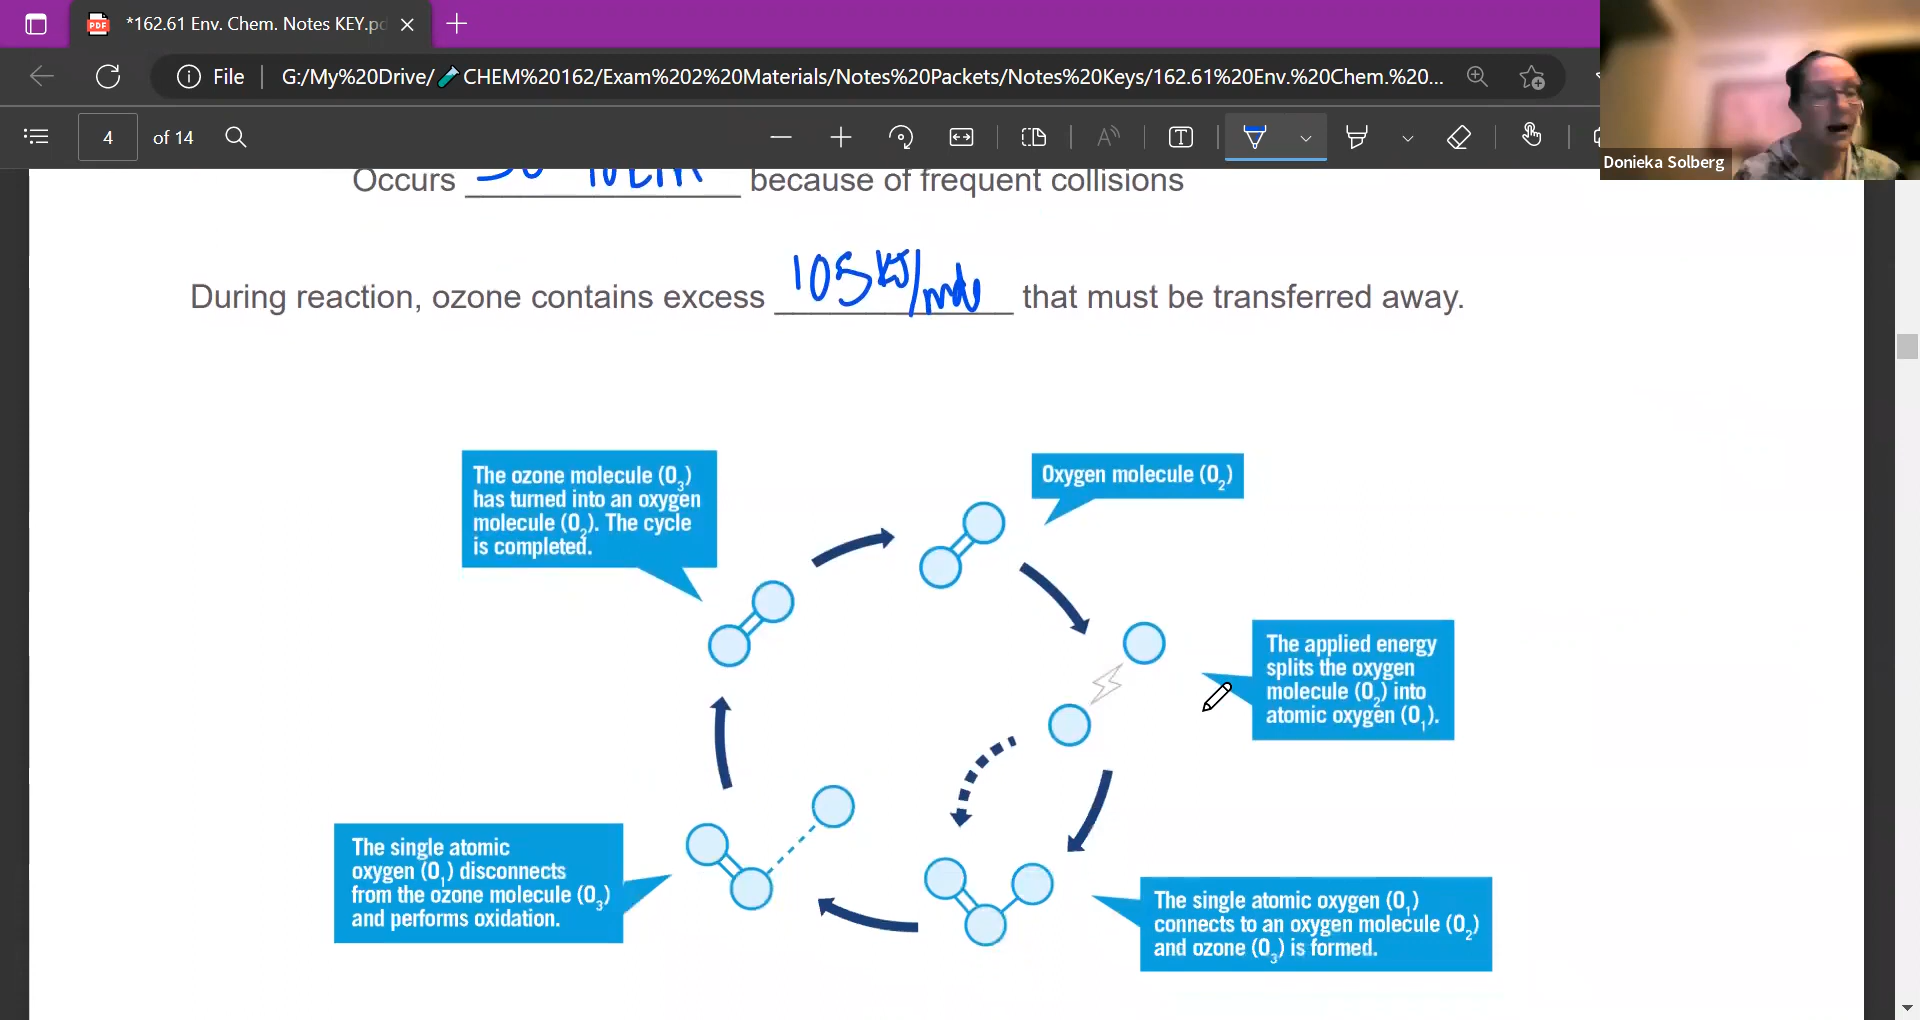 *162.61 Env. Chem. Notes KEY.pd
File
G:/My%20Drive/🧪CHEM%20162/Exam%202%20Materials/Notes%20Packets/Notes%20Keys/162.61%20Env.%20Chem.%20...
4 of 14
Donieka Solberg
Occurs because of frequent collisions
During reaction, ozone contains excess 105 kJ/mole that must be transferred away.
The ozone molecule (O3)
has turned into an oxygen
molecule (O2). The cycle
is completed.
Oxygen molecule (O2)
The applied energy
splits the oxygen
molecule (O2) into
atomic oxygen (O1).
The single atomic
oxygen (O1) disconnects
from the ozone molecule (O3)
and performs oxidation.
The single atomic oxygen (O1)
connects to an oxygen molecule (O2)
and ozone (O3) is formed.